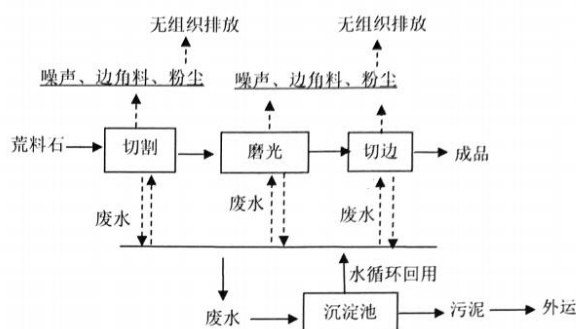 无组织排放 无组织排放
噪声、边角料、粉尘 噪声、边角料、粉尘
荒料石 切割 磨光 切边 成品
废水 废水 废水
水循环回用
废水 沉淀池 污泥 外运